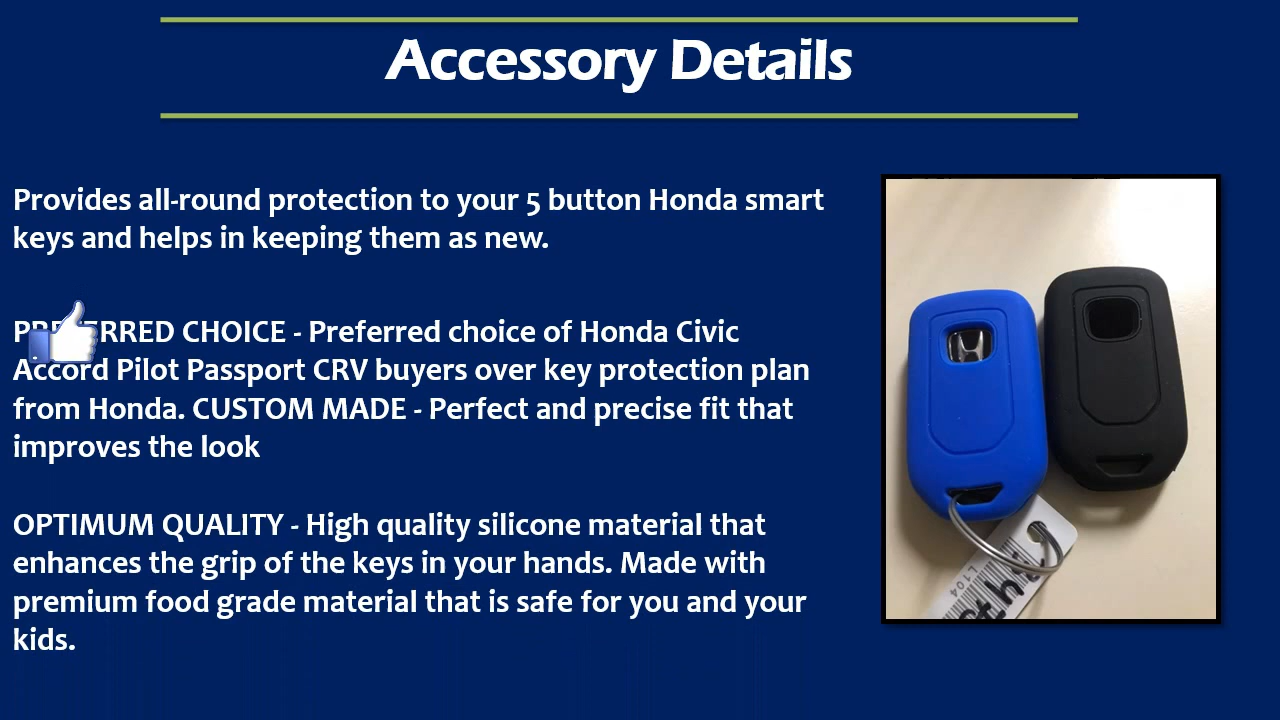 Accessory Details
Provides all-round protection to your 5 button Honda smart
keys and helps in keeping them as new.
RRED CHOICE - Preferred choice of Honda Civic
Accord Pilot Passport CRV buyers over key protection plan
from Honda. CUSTOM MADE - Perfect and precise fit that
improves the look
OPTIMUM QUALITY - High quality silicone material that
enhances the grip of the keys in your hands. Made with
premium food grade material that is safe for you and your
kids.
L104